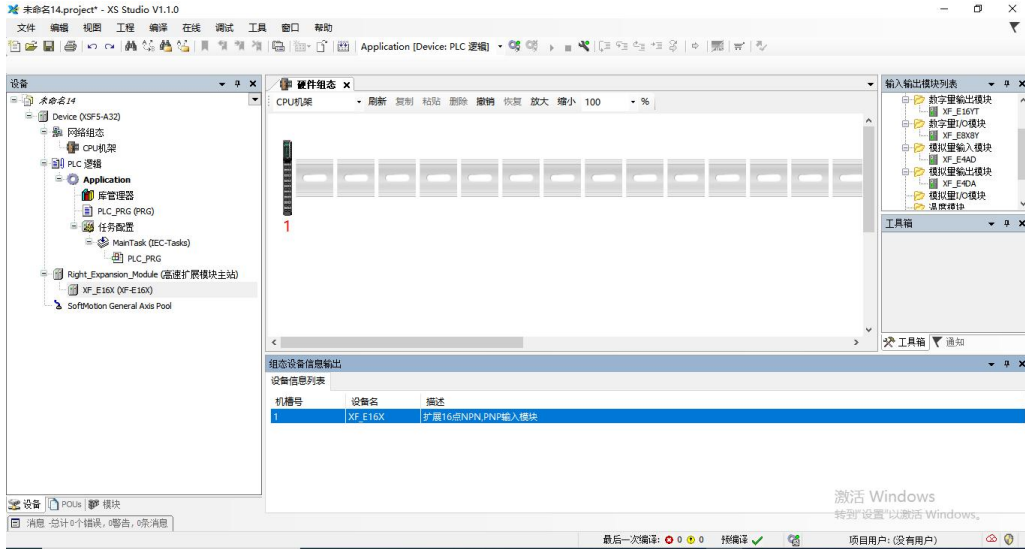 未命名14.project* - XS Studio V1.1.0
文件 编辑 视图 工程 编译 在线 调试 工具 窗口 帮助
Application [Device: PLC 逻辑]
设备
未命名14
Device (XSF5-A32)
网络组态
CPU机架
PLC 逻辑
Application
库管理器
PLC_PRG (PRG)
任务配置
MainTask (IEC-Tasks)
PLC_PRG
Right_Expansion_Module (高速扩展模块主站)
XF_E16X (XF-E16X)
SoftMotion General Axis Pool
设备 POUs 模块
硬件组态
CPU机架 刷新 复制 粘贴 删除 撤销 恢复 放大 缩小 100 %
1
组态设备信息输出
设备信息列表
机槽号 设备名 描述
1 XF_E16X 扩展16点NPN,PNP输入模块
输入输出模块列表
数字量输出模块
XF_E16YT
数字量I/O模块
XF_E8X8Y
模拟量输入模块
XF_E4AD
模拟量输出模块
XF_E4DA
模拟量I/O模块
温度模块
工具箱
工具箱 通知
激活 Windows
转到"设置"以激活 Windows。
消息 -总计0个错误, 0警告, 0条消息
最后一次编译: 0 0 预编译 项目用户: (没有用户)